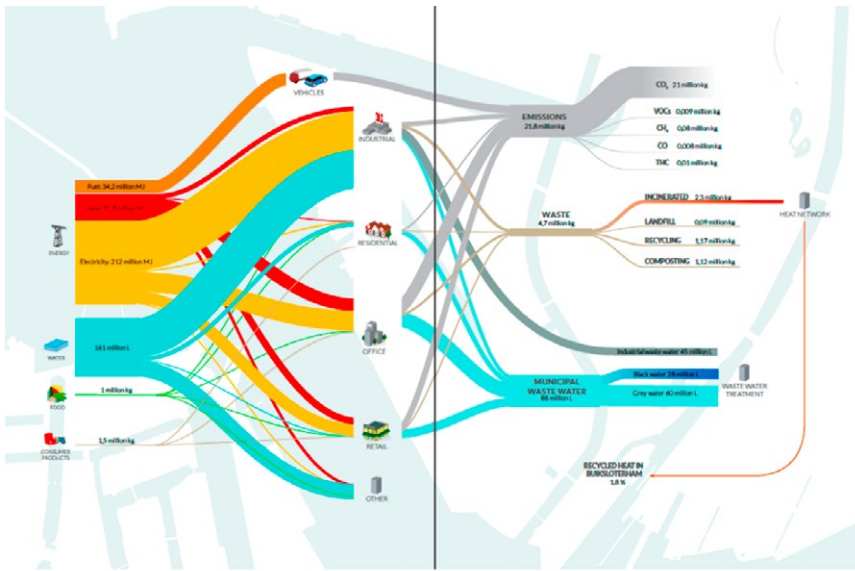 VEHICLES
INDUSTRIAL
RESIDENTIAL
OFFICE
RETAIL
OTHER
ENERGY
Fuel: 34,2 million MJ
Electricity: 212 million MJ
WATER
161 million L
FOOD
1 million kg
CONSUMER
PRODUCTS
1,5 million kg
EMISSIONS
21,8 million kg
CO₂ 21 million kg
VOCs 0,009 million kg
CH₄ 0,08 million kg
CO 0,008 million kg
THC 0,01 million kg
WASTE
4,7 million kg
INCINERATED 2,3 million kg
LANDFILL 0,09 million kg
RECYCLING 1,17 million kg
COMPOSTING 1,12 million kg
HEAT NETWORK
Industrial waste water 45 million L
MUNICIPAL
WASTE WATER
88 million L
Black water 28 million L
Grey water 60 million L
WASTE WATER
TREATMENT
RECYCLED HEAT IN
BUIKSLOTERHAM
1,8 %